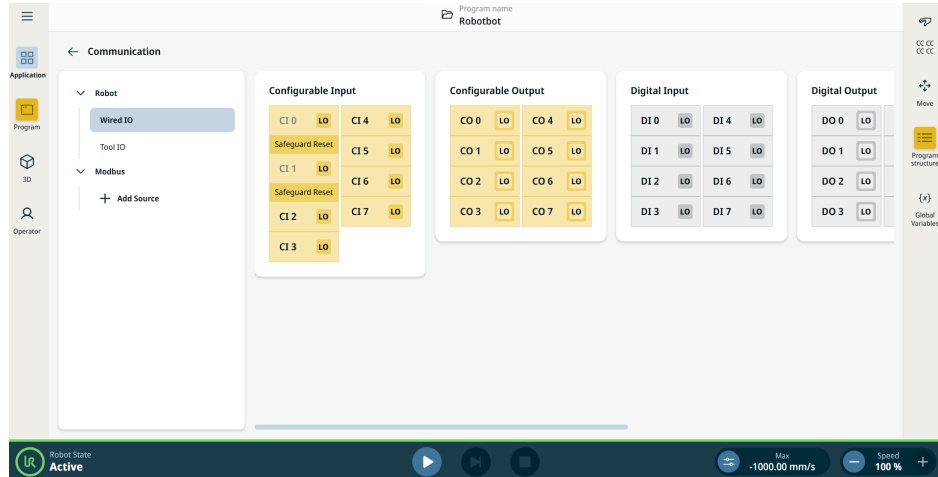 Program name
Robotbot
Application
Program
3D
Operator
Communication
Robot
Wired IO
Tool IO
Modbus
Add Source
Configurable Input
CI 0 LO CI 4 LO
Safeguard Reset
CI 5 LO
CI 1 LO
CI 6 LO
Safeguard Reset
CI 2 LO CI 7 LO
CI 3 LO
Configurable Output
CO 0 LO CO 4 LO
CO 1 LO CO 5 LO
CO 2 LO CO 6 LO
CO 3 LO CO 7 LO
Digital Input
DI 0 LO DI 4 LO
DI 1 LO DI 5 LO
DI 2 LO DI 6 LO
DI 3 LO DI 7 LO
Digital Output
DO 0 LO
DO 1 LO
DO 2 LO
DO 3 LO
CC CC
CC CC
Move
Program
structure
{x}
Global
Variables
UR
Robot State
Active
Max
-1000.00 mm/s
Speed
100 %